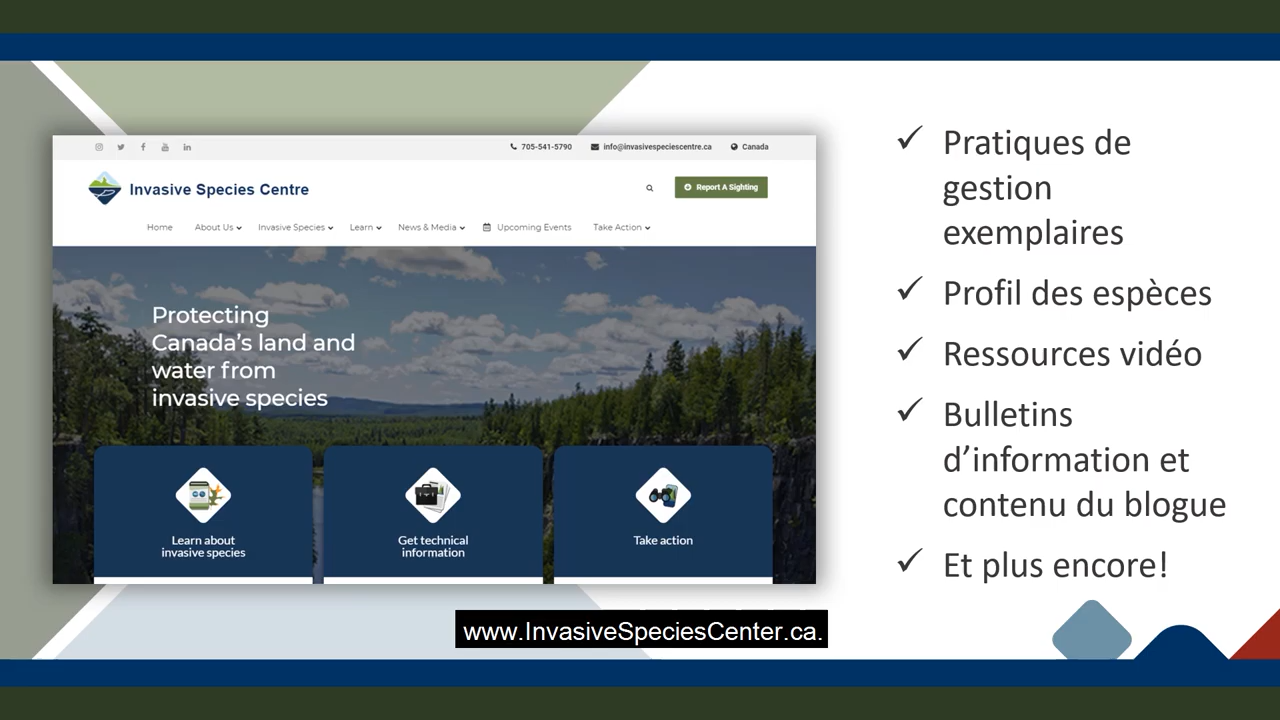 705-541-5790
info@invasivespeciescentre.ca
Canada
Invasive Species Centre
Report A Sighting
Home
About Us
Invasive Species
Learn
News & Media
Upcoming Events
Take Action
Protecting
Canada's land and
water from
invasive species
Learn about
invasive species
Get technical
information
Take action
Pratiques de
gestion
exemplaires
Profil des espèces
Ressources vidéo
Bulletins
d'information et
contenu du blogue
Et plus encore!
www.InvasiveSpeciesCenter.ca.